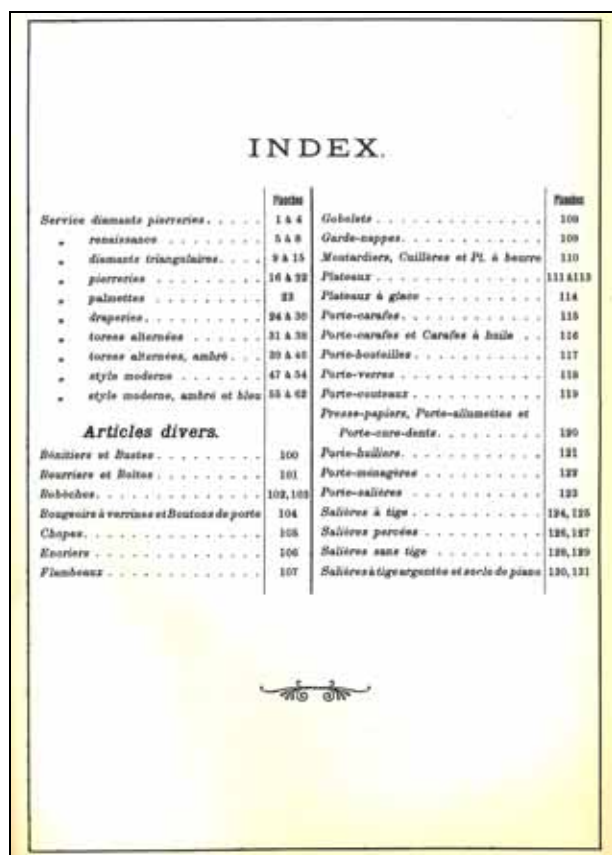 INDEX.
Planches
Service diamants pierreries . . . . . 1 à 4
„ renaissance . . . . . . . . 5 à 8
„ diamants triangulaires . . . . 9 à 15
„ pierreries . . . . . . . . . 16 à 22
„ palmettes . . . . . . . . . 23
„ draperies . . . . . . . . . 24 à 30
„ torses alternées . . . . . . . 31 à 38
„ torses alternées, ambré . . . 39 à 46
„ style moderne . . . . . . . 47 à 54
„ style moderne, ambré et bleu 55 à 62
Articles divers.
Bénitiers et Bustes . . . . . . . . . . 100
Beurriers et Boîtes . . . . . . . . . . 101
Bobèches . . . . . . . . . . . . . . 102, 103
Bougeoirs à verrines et Boutons de porte 104
Chopes . . . . . . . . . . . . . . . 105
Encriers . . . . . . . . . . . . . . 106
Flambeaux . . . . . . . . . . . . . 107
Planches
Gobelets . . . . . . . . . . . . . . 109
Garde-nappes . . . . . . . . . . . . 109
Moutardiers, Cuillères et Pl. à beurre 110
Plateaux . . . . . . . . . . . . . . 111 à 113
Plateaux à glace . . . . . . . . . . 114
Porte-carafes . . . . . . . . . . . . 115
Porte-carafes et Carafes à huile . . 116
Porte-bouteilles . . . . . . . . . . . 117
Porte-verres . . . . . . . . . . . . 118
Porte-couteaux . . . . . . . . . . . 119
Presse-papiers, Porte-allumettes et
Porte-cure-dents . . . . . . . . . 120
Porte-huiliers . . . . . . . . . . . . 121
Porte-ménagères . . . . . . . . . . 122
Porte-salières . . . . . . . . . . . 123
Salières à tige . . . . . . . . . . . 124, 125
Salières percées . . . . . . . . . . 126, 127
Salières sans tige . . . . . . . . . 128, 129
Salières à tige argentée et socle de piano 130, 131